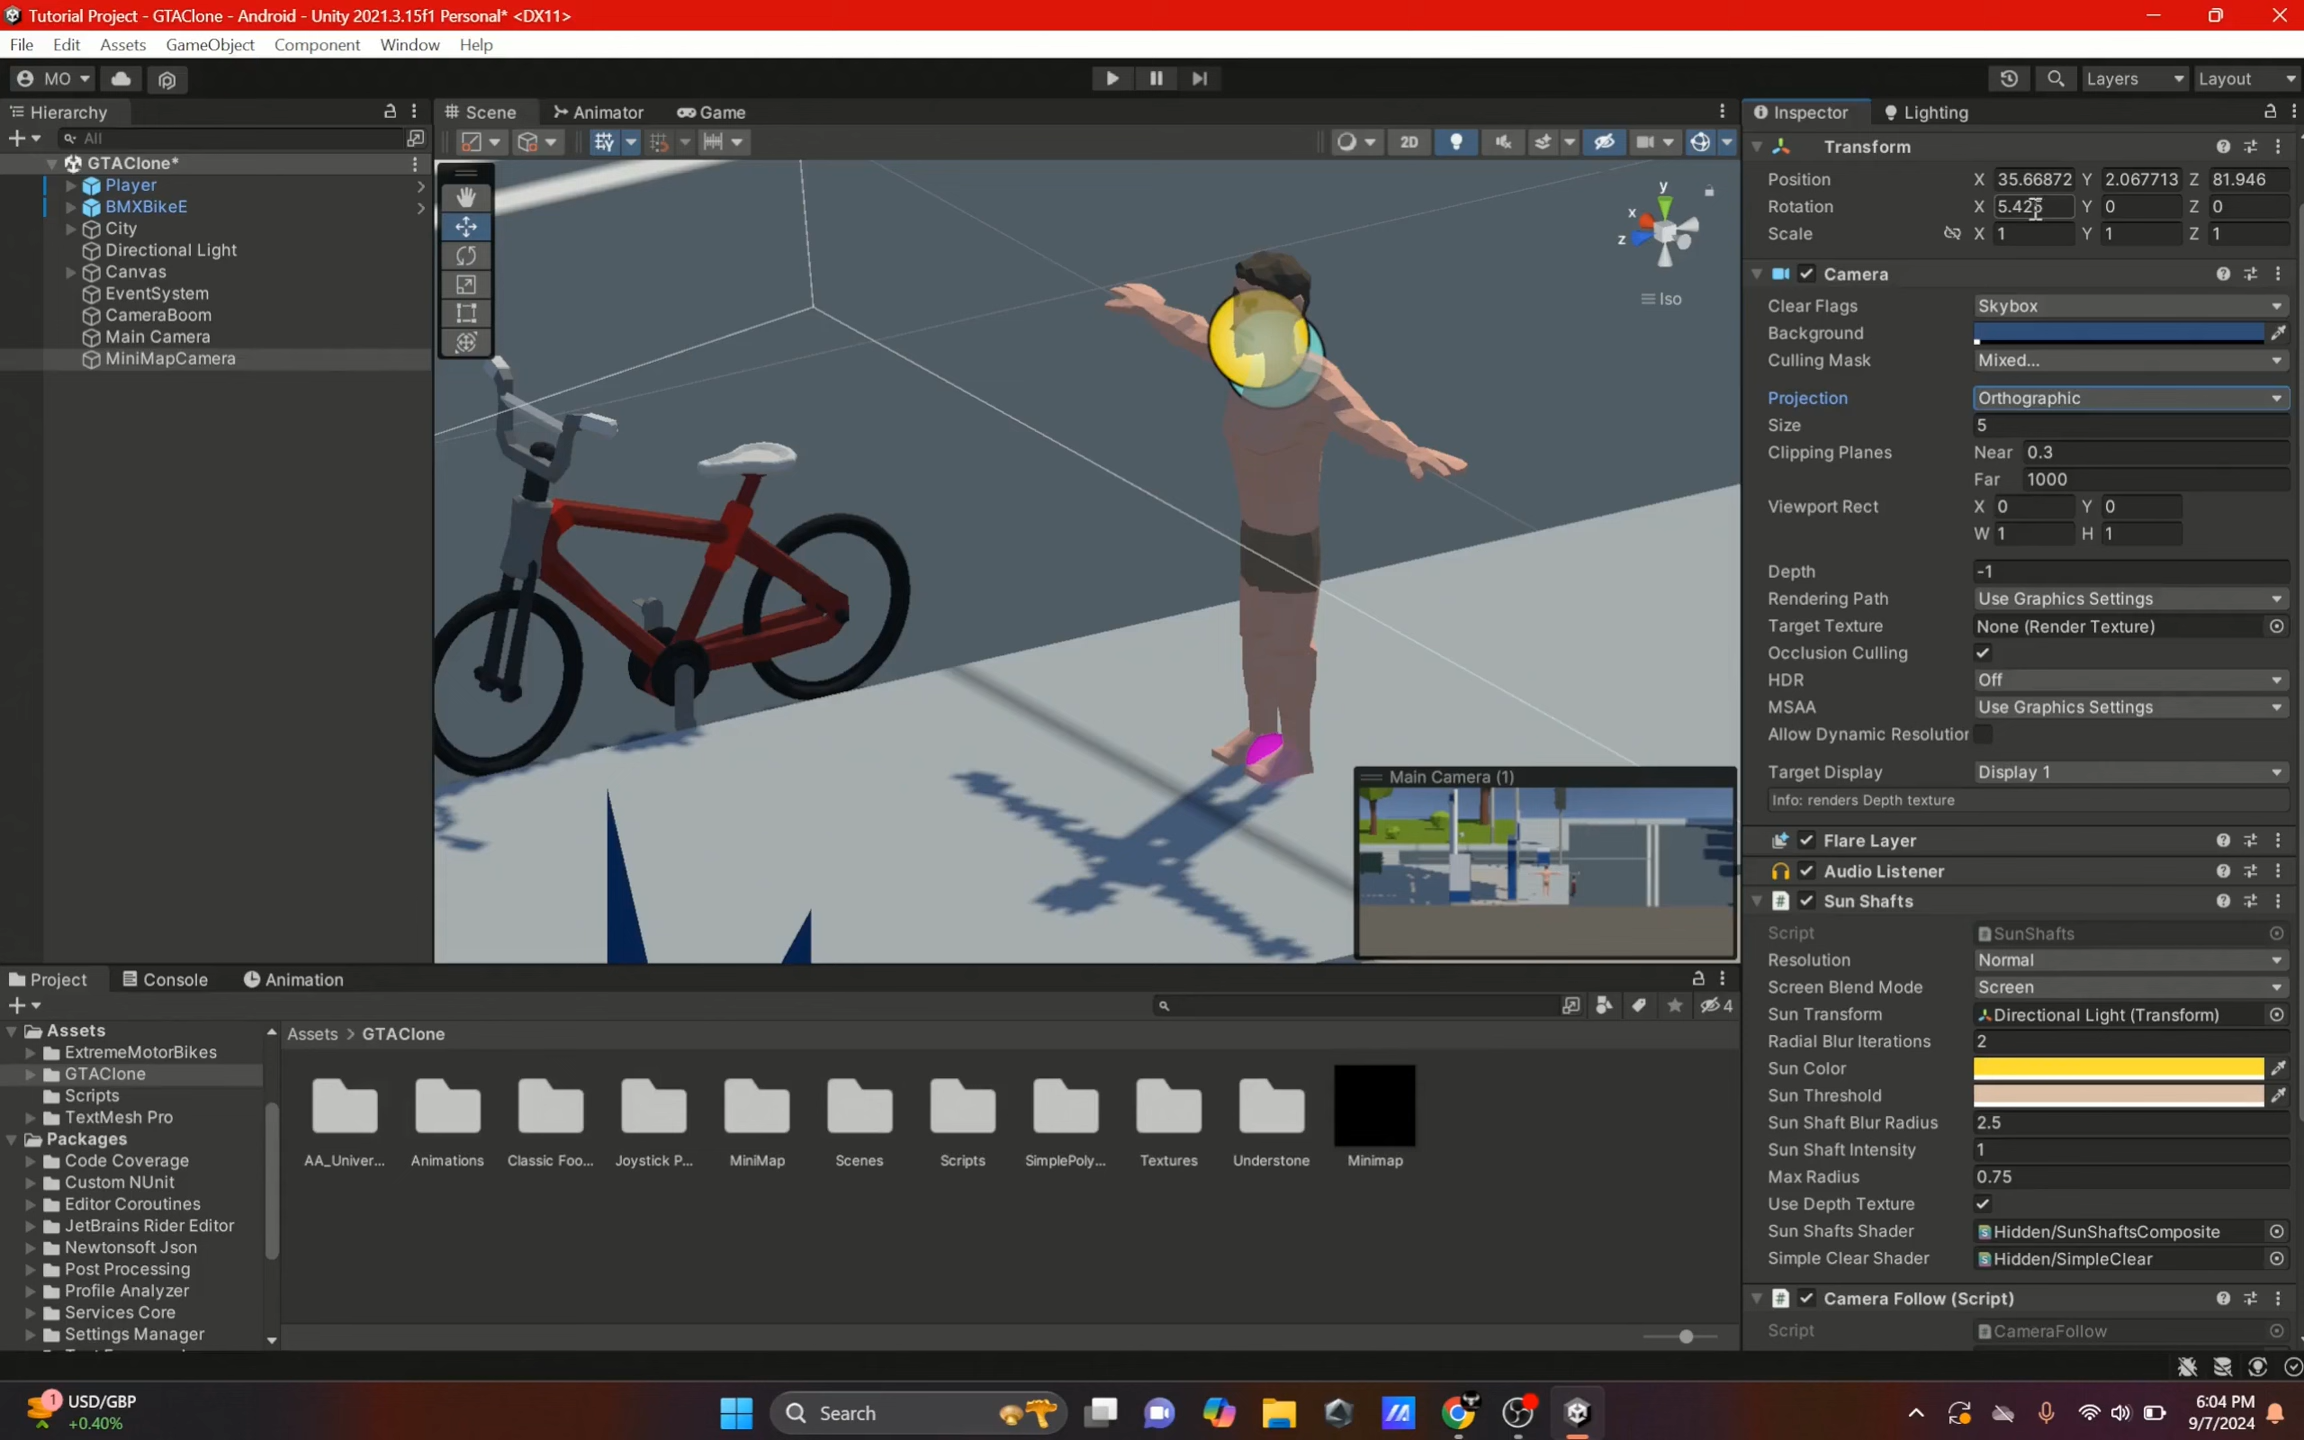 Tutorial Project - GTAClone - Android - Unity 2021.3.15f1 Personal* <DX11>
File Edit Assets GameObject Component Window Help
MO Layers Layout
Hierarchy
All
GTAClone*
Player
BMXBikeE
City
Directional Light
Canvas
EventSystem
CameraBoom
Main Camera
MiniMapCamera
Scene Animator Game
2D
y
x
z
Iso
Main Camera (1)
Inspector Lighting
Transform
Position X 35.66872 Y 2.067713 Z 81.946
Rotation X 5.425 Y 0 Z 0
Scale X 1 Y 1 Z 1
Camera
Clear Flags Skybox
Background
Culling Mask Mixed...
Projection Orthographic
Size 5
Clipping Planes Near 0.3
Far 1000
Viewport Rect X 0 Y 0
W 1 H 1
Depth -1
Rendering Path Use Graphics Settings
Target Texture None (Render Texture)
Occlusion Culling
HDR Off
MSAA Use Graphics Settings
Allow Dynamic Resolution
Target Display Display 1
Info: renders Depth texture
Flare Layer
Audio Listener
Sun Shafts
Script SunShafts
Resolution Normal
Screen Blend Mode Screen
Sun Transform Directional Light (Transform)
Radial Blur Iterations 2
Sun Color
Sun Threshold
Sun Shaft Blur Radius 2.5
Sun Shaft Intensity 1
Max Radius 0.75
Use Depth Texture
Sun Shafts Shader Hidden/SunShaftsComposite
Simple Clear Shader Hidden/SimpleClear
Camera Follow (Script)
Script CameraFollow
Project Console Animation
4
Assets
ExtremeMotorBikes
GTAClone
Scripts
TextMesh Pro
Packages
Code Coverage
Custom NUnit
Editor Coroutines
JetBrains Rider Editor
Newtonsoft Json
Post Processing
Profile Analyzer
Services Core
Settings Manager
Assets > GTAClone
AA_Univer... Animations Classic Foo... Joystick P... MiniMap Scenes Scripts SimplePoly... Textures Understone Minimap
1
USD/GBP
+0.40%
Search
6:04 PM
9/7/2024